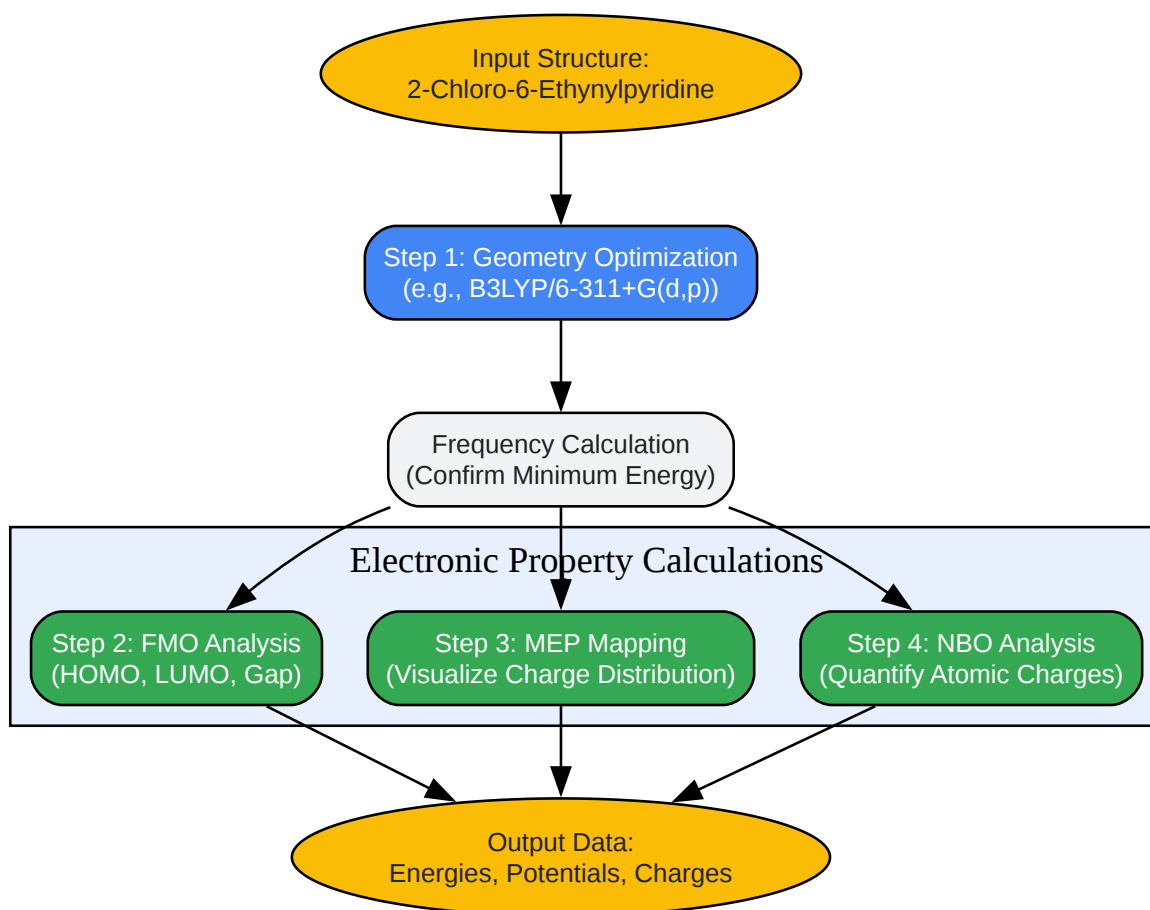 Input Structure:
2-Chloro-6-Ethynylpyridine
Step 1: Geometry Optimization
(e.g., B3LYP/6-311+G(d,p))
Frequency Calculation
(Confirm Minimum Energy)
Electronic Property Calculations
Step 2: FMO Analysis
(HOMO, LUMO, Gap)
Step 3: MEP Mapping
(Visualize Charge Distribution)
Step 4: NBO Analysis
(Quantify Atomic Charges)
Output Data:
Energies, Potentials, Charges